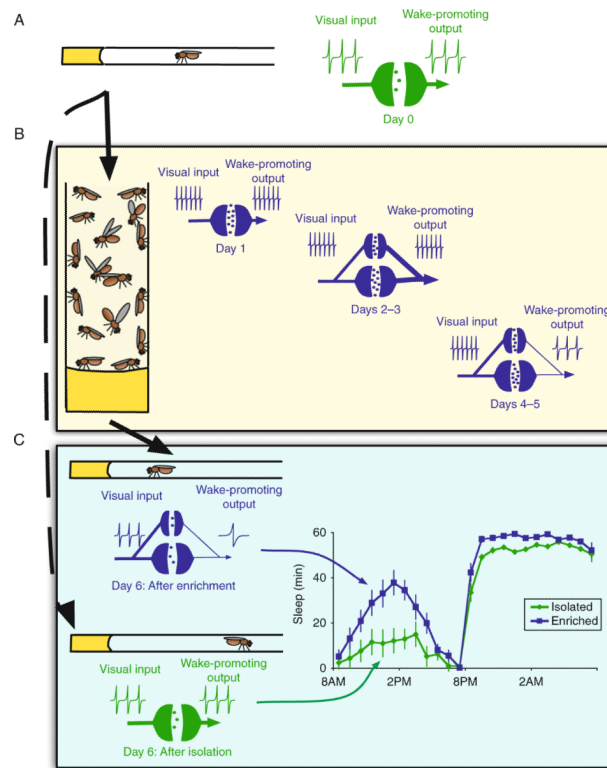 A
Visual input
Wake-promoting
output
Day 0
B
Visual input
Wake-promoting
output
Day 1
Visual input
Wake-promoting
output
Days 2–3
Visual input
Wake-promoting
output
Days 4–5
C
Visual input
Wake-promoting
output
Day 6: After enrichment
Visual input
Wake-promoting
output
Day 6: After isolation
Sleep (min)
60
40
20
0
8AM
2PM
8PM
2AM
Isolated
Enriched